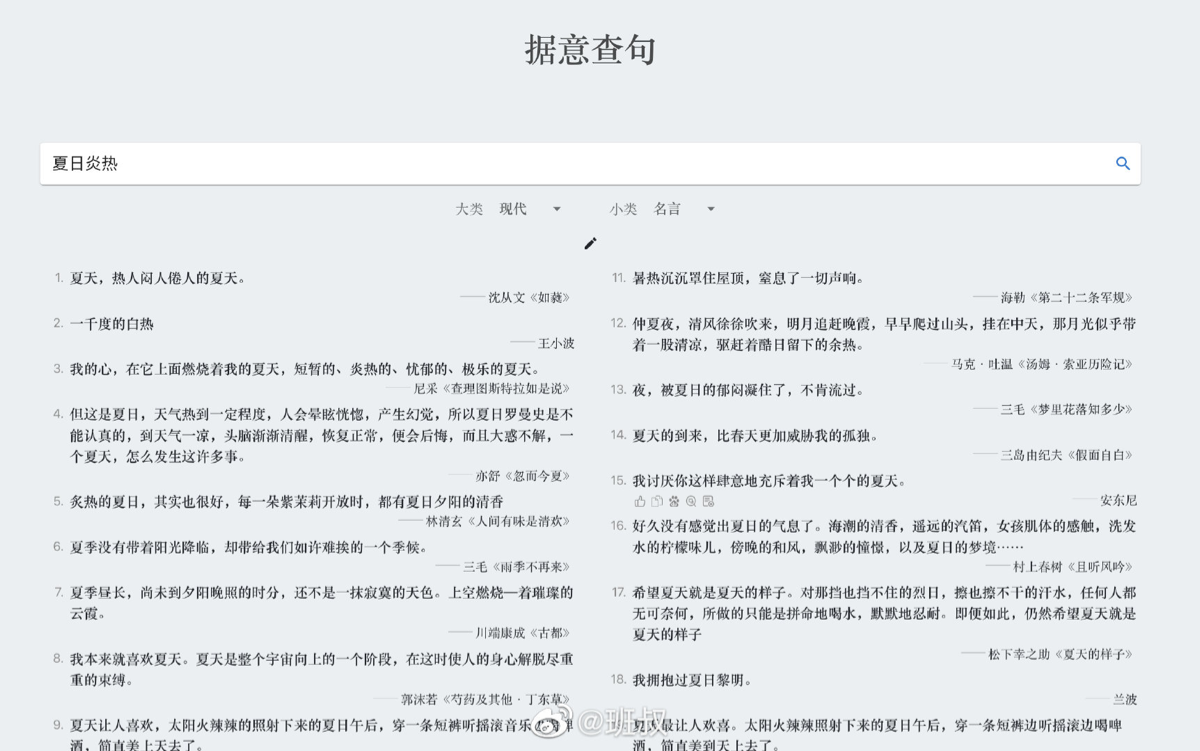 据意查句
夏日炎热
大类 现代 小类 名言
1. 夏天，热人闷人倦人的夏天。
——沈从文《如蕤》
2. 一千度的白热
——王小波
3. 我的心，在它上面燃烧着我的夏天，短暂的、炎热的、忧郁的、极乐的夏天。
——尼采《查理图斯特拉如是说》
4. 但这是夏日，天气热到一定程度，人会晕眩恍惚，产生幻觉，所以夏日罗曼史是不
能认真的，到天气一凉，头脑渐渐清醒，恢复正常，便会后悔，而且大惑不解，一
个夏天，怎么发生这许多事。
——亦舒《忽而今夏》
5. 炙热的夏日，其实也很好，每一朵紫茉莉开放时，都有夏日夕阳的清香
——林清玄《人间有味是清欢》
6. 夏季没有带着阳光降临，却带给我们如许难挨的一个季候。
——三毛《雨季不再来》
7. 夏季昼长，尚未到夕阳晚照的时分，还不是一抹寂寞的天色。上空燃烧—着璀璨的
云霞。
——川端康成《古都》
8. 我本来就喜欢夏天。夏天是整个宇宙向上的一个阶段，在这时使人的身心解脱尽重
重的束缚。
——郭沫若《芍药及其他·丁东草》
9. 夏天让人喜欢，太阳火辣辣的照射下来的夏日午后，穿一条短裤听摇滚音乐
酒，简直美上天去了。
11. 暑热沉沉罩住屋顶，窒息了一切声响。
——海勒《第二十二条军规》
12. 仲夏夜，清风徐徐吹来，明月追赶晚霞，早早爬过山头，挂在中天，那月光似乎带
着一股清凉，驱赶着酷日留下的余热。
——马克·吐温《汤姆·索亚历险记》
13. 夜，被夏日的郁闷凝住了，不肯流过。
——三毛《梦里花落知多少》
14. 夏天的到来，比春天更加威胁我的孤独。
——三岛由纪夫《假面自白》
15. 我讨厌你这样肆意地充斥着我一个个的夏天。
——安东尼
16. 好久没有感觉出夏日的气息了。海潮的清香，遥远的汽笛，女孩肌体的感触，洗发
水的柠檬味儿，傍晚的和风，飘渺的憧憬，以及夏日的梦境……
——村上春树《且听风吟》
17. 希望夏天就是夏天的样子。对那挡也挡不住的烈日，擦也擦不干的汗水，任何人都
无可奈何，所做的只能是拼命地喝水，默默地忍耐。即便如此，仍然希望夏天就是
夏天的样子
——松下幸之助《夏天的样子》
18. 我拥抱过夏日黎明。
——兰波
夏天最让人欢喜。太阳火辣辣照射下来的夏日午后，穿一条短裤边听摇滚边喝啤
酒，简直美到天上去了。
@班叔